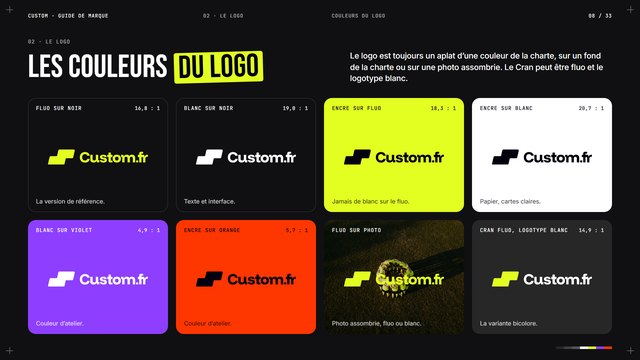 CUSTOM · GUIDE DE MARQUE
02 · LE LOGO
COULEURS DU LOGO
08 / 33
02 · LE LOGO
LES COULEURS DU LOGO
Le logo est toujours un aplat d'une couleur de la charte, sur un fond
de la charte ou sur une photo assombrie. Le Cran peut être fluo et le
logotype blanc.
FLUO SUR NOIR 16,8 : 1
Custom.fr
La version de référence.
BLANC SUR NOIR 19,0 : 1
Custom.fr
Texte et interface.
ENCRE SUR FLUO 18,3 : 1
Custom.fr
Jamais de blanc sur le fluo.
ENCRE SUR BLANC 20,7 : 1
Custom.fr
Papier, cartes claires.
BLANC SUR VIOLET 4,9 : 1
Custom.fr
Couleur d'atelier.
ENCRE SUR ORANGE 5,7 : 1
Custom.fr
Couleur d'atelier.
FLUO SUR PHOTO
Custom.fr
Photo assombrie, fluo ou blanc.
CRAN FLUO, LOGOTYPE BLANC 14,9 : 1
Custom.fr
La variante bicolore.